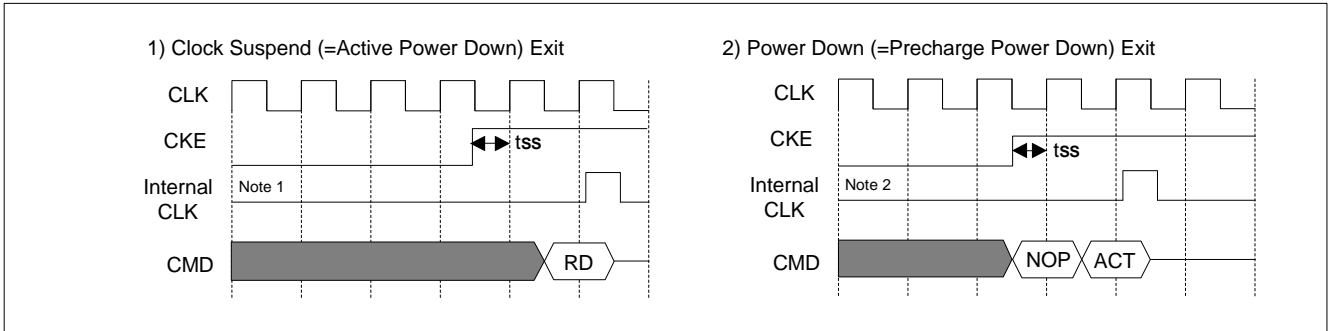 1) Clock Suspend (=Active Power Down) Exit
CLK
CKE
tss
Internal
CLK
Note 1
CMD
RD
2) Power Down (=Precharge Power Down) Exit
CLK
CKE
tss
Internal
CLK
Note 2
CMD
NOP
ACT